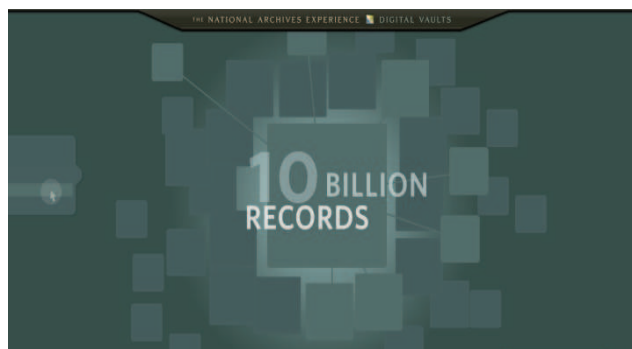 THE NATIONAL ARCHIVES EXPERIENCE DIGITAL VAULTS
10 BILLION
RECORDS